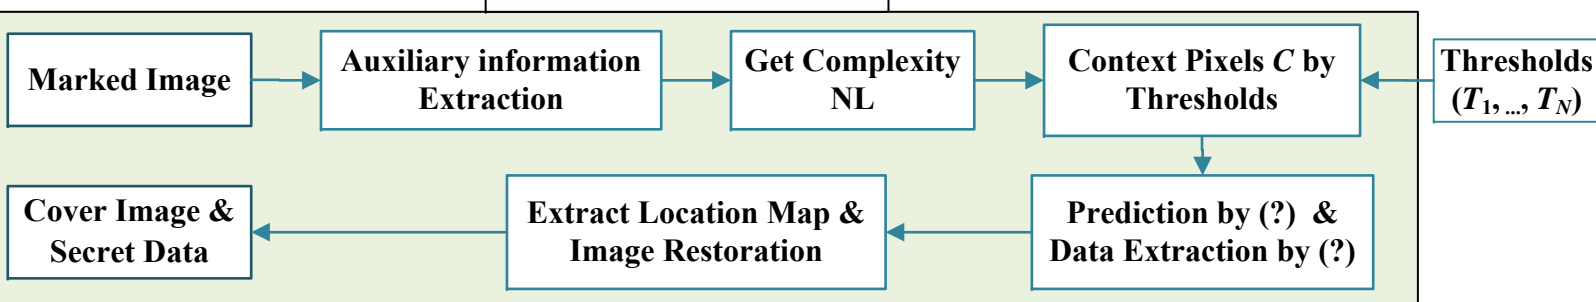 Marked Image
Auxiliary information
Extraction
Get Complexity
NL
Context Pixels C by
Thresholds
Thresholds
(T1, ..., TN)
Prediction by (?) &
Data Extraction by (?)
Extract Location Map &
Image Restoration
Cover Image &
Secret Data